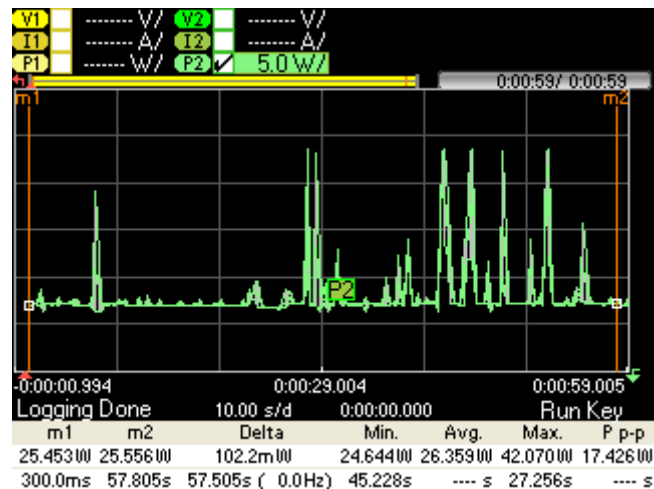 V1 ------- V/ V2 ------- V/
I1 ------- A/ I2 ------- A/
P1 ------- W/ P2 5.0 W/
0:00:59/ 0:00:59
m1 m2
P2
-0:00:00.994 0:00:29.004 0:00:59.005
Logging Done 10.00 s/d 0:00:00.000 Run Key
m1 m2 Delta Min. Avg. Max. P p-p
25.453W 25.556W 102.2mW 24.644W 26.359W 42.070W 17.426W
300.0ms 57.805s 57.505s ( 0.0Hz) 45.228s ---- s 27.256s ---- s